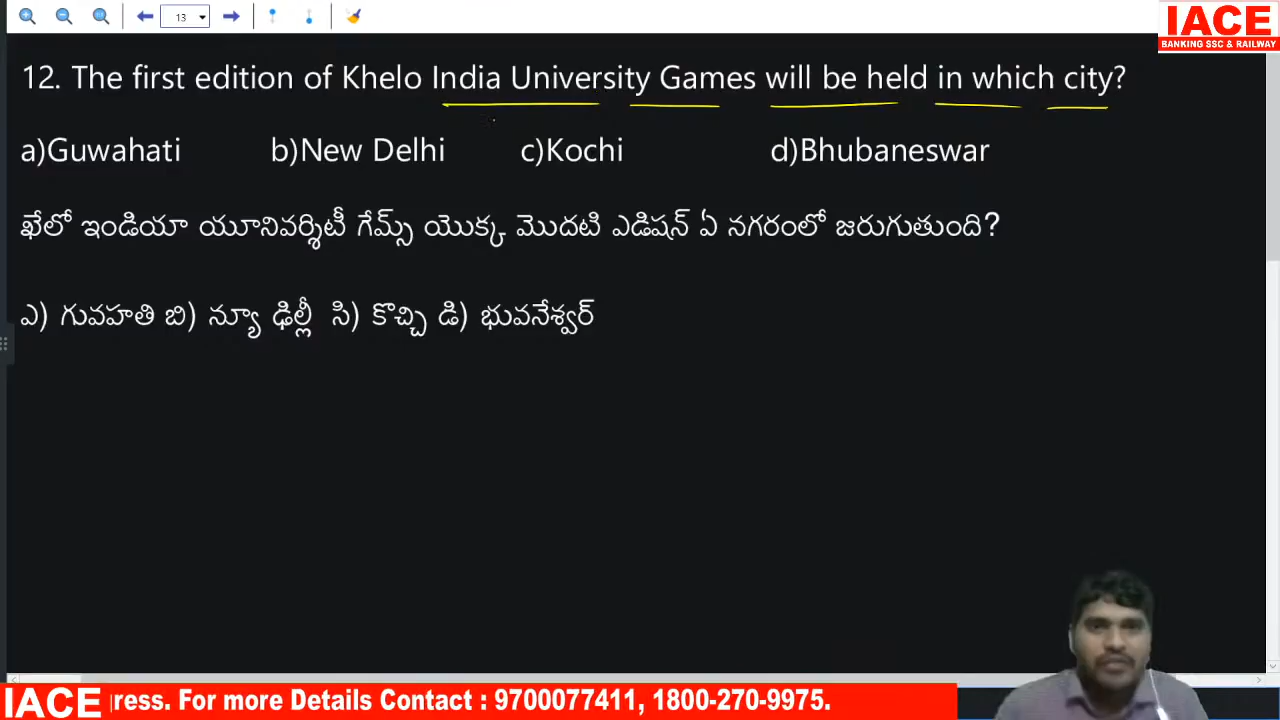 13
IACE
BANKING SSC & RAILWAY
12. The first edition of Khelo India University Games will be held in which city?
a)Guwahati b)New Delhi c)Kochi d)Bhubaneswar
ఖేలో ఇండియా యూనివర్శిటీ గేమ్స్ యొక్క మొదటి ఎడిషన్ ఏ నగరంలో జరుగుతుంది?
ఎ) గువహతి బి) న్యూ ఢిల్లీ సి) కొచ్చి డి) భువనేశ్వర్
IACE ress. For more Details Contact : 9700077411, 1800-270-9975.